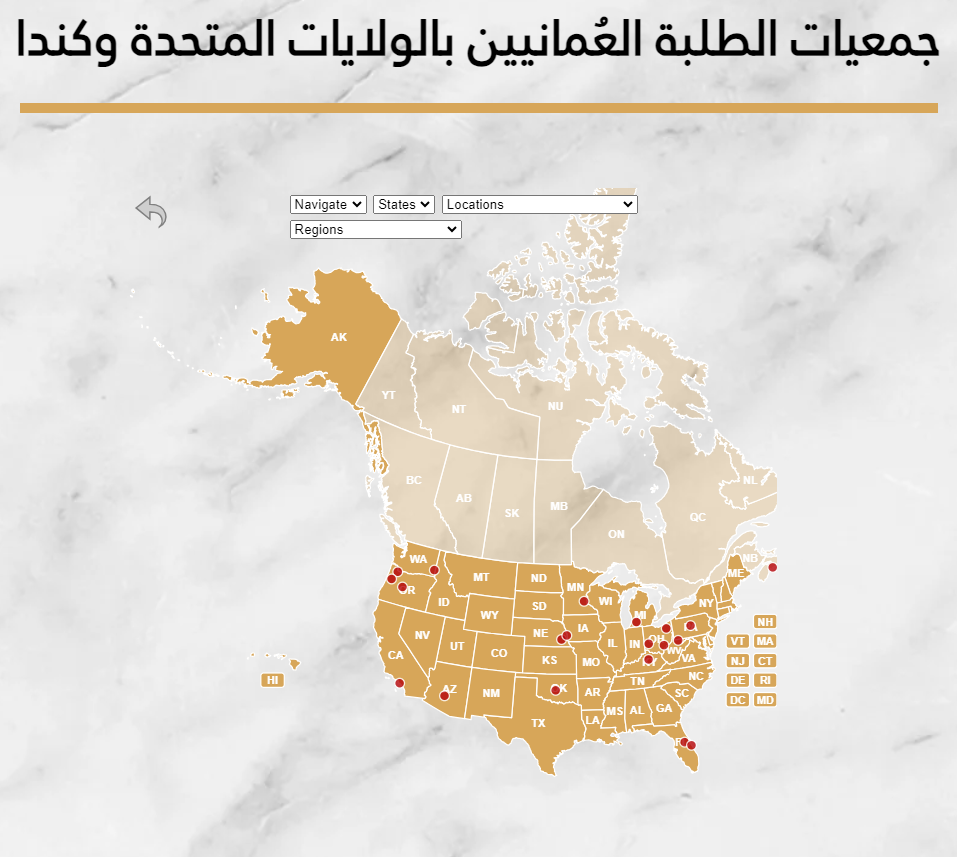 جمعيات الطلبة العُمانيين بالولايات المتحدة وكندا
Navigate States Locations
Regions
AK
YT
NT
NU
BC
AB
SK
MB
ON
QC
NL
NB
WA
MT
ND
MN
WI
MI
NY
ME
ID
WY
SD
IA
NE
NV
UT
CO
KS
MO
IL
IN
OH
WV
VA
CA
AZ
NM
OK
AR
TN
NC
SC
TX
LA
MS
AL
GA
HI
NH
VT MA
NJ CT
DE RI
DC MD